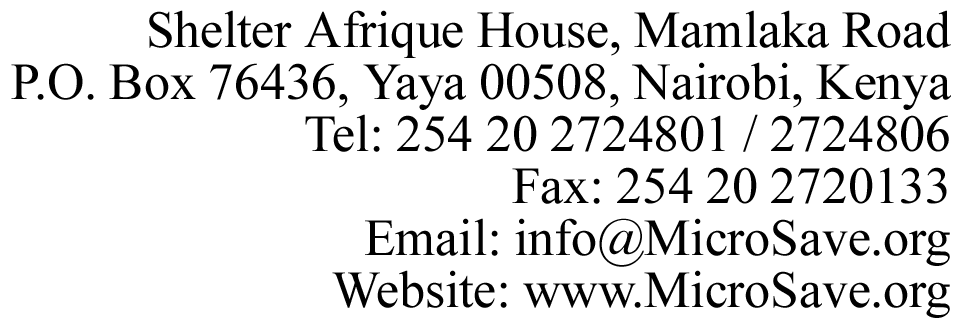 Shelter Afrique House, Mamlaka Road
P.O. Box 76436, Yaya 00508, Nairobi, Kenya
Tel: 254 20 2724801 / 2724806
Fax: 254 20 2720133
Email: info@MicroSave.org
Website: www.MicroSave.org